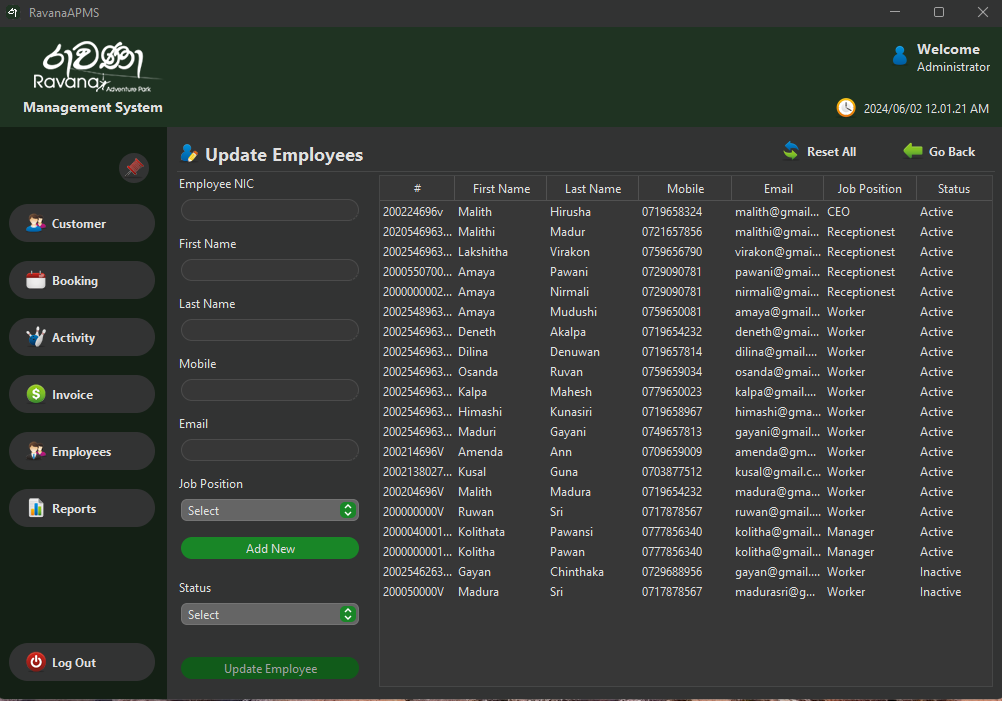 RavanaAPMS
රාවණා
Ravana
Adventure Park
Management System
Welcome
Administrator
2024/06/02 12.01.21 AM
Customer
Booking
Activity
Invoice
Employees
Reports
Log Out
Update Employees
Reset All
Go Back
Employee NIC
First Name
Last Name
Mobile
Email
Job Position
Select
Add New
Status
Select
Update Employee
# First Name Last Name Mobile Email Job Position Status
200224696v Malith Hirusha 0719658324 malith@gmail... CEO Active
2020546963... Malithi Madur 0721657856 malithi@gmai... Receptionest Active
2002546963... Lakshitha Virakon 0759656790 virakon@gmai... Receptionest Active
2000550700... Amaya Pawani 0729090781 pawani@gmai... Receptionest Active
2000000002... Amaya Nirmali 0729090781 nirmali@gmai... Receptionest Active
2002548963... Amaya Mudushi 0759650081 amaya@gmail... Worker Active
2002546963... Deneth Akalpa 0719654232 deneth@gmai... Worker Active
2002546963... Dilina Denuwan 0719657814 dilina@gmail.... Worker Active
2002546963... Osanda Ruvan 0759659034 osanda@gmai... Worker Active
2002546963... Kalpa Mahesh 0779650023 kalpa@gmail.... Worker Active
2002546963... Himashi Kunasiri 0719658967 himashi@gma... Worker Active
2002546963... Maduri Gayani 0749657813 gayani@gmail... Worker Active
200214696V Amenda Ann 0709659009 amenda@gm... Worker Active
2002138027... Kusal Guna 0703877512 kusal@gmail.c... Worker Active
200204696V Malith Madura 0719654232 madura@gma... Worker Active
200000000V Ruwan Sri 0717878567 ruwan@gmail... Worker Active
2000040001... Kolithata Pawansi 0777856340 kolitha@gmail... Manager Active
2000000001... Kolitha Pawan 0777856340 kolitha@gmail... Manager Active
2002546263... Gayan Chinthaka 0729688956 gayan@gmail.... Worker Inactive
200050000V Madura Sri 0717878567 madurasri@g... Worker Inactive